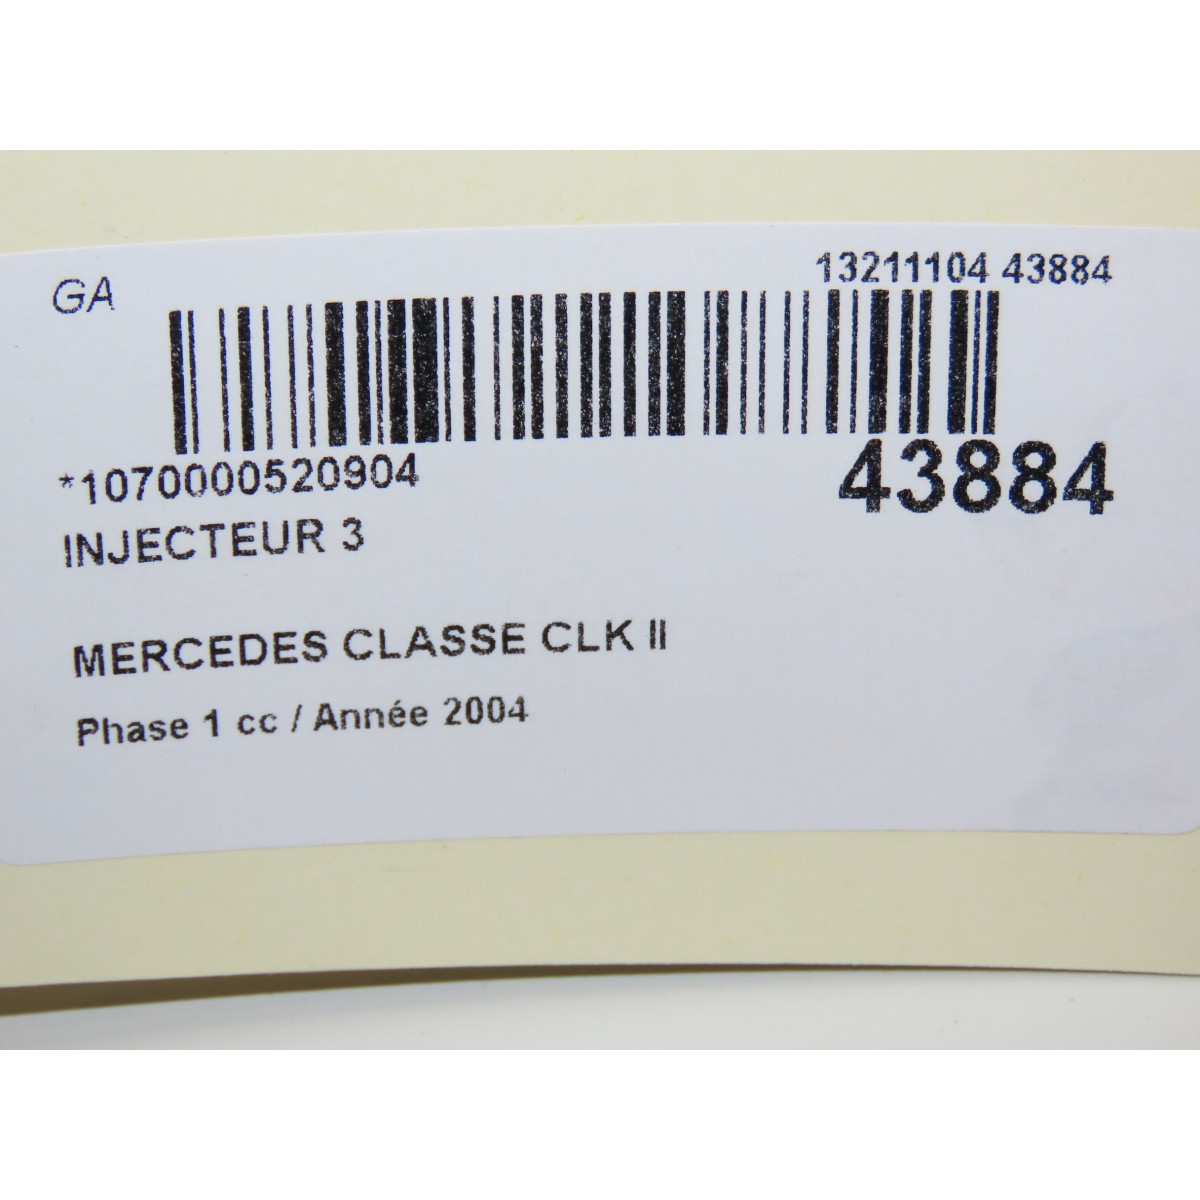 GA
13211104 43884
*1070000520904
43884
INJECTEUR 3
MERCEDES CLASSE CLK II
Phase 1 cc / Année 2004